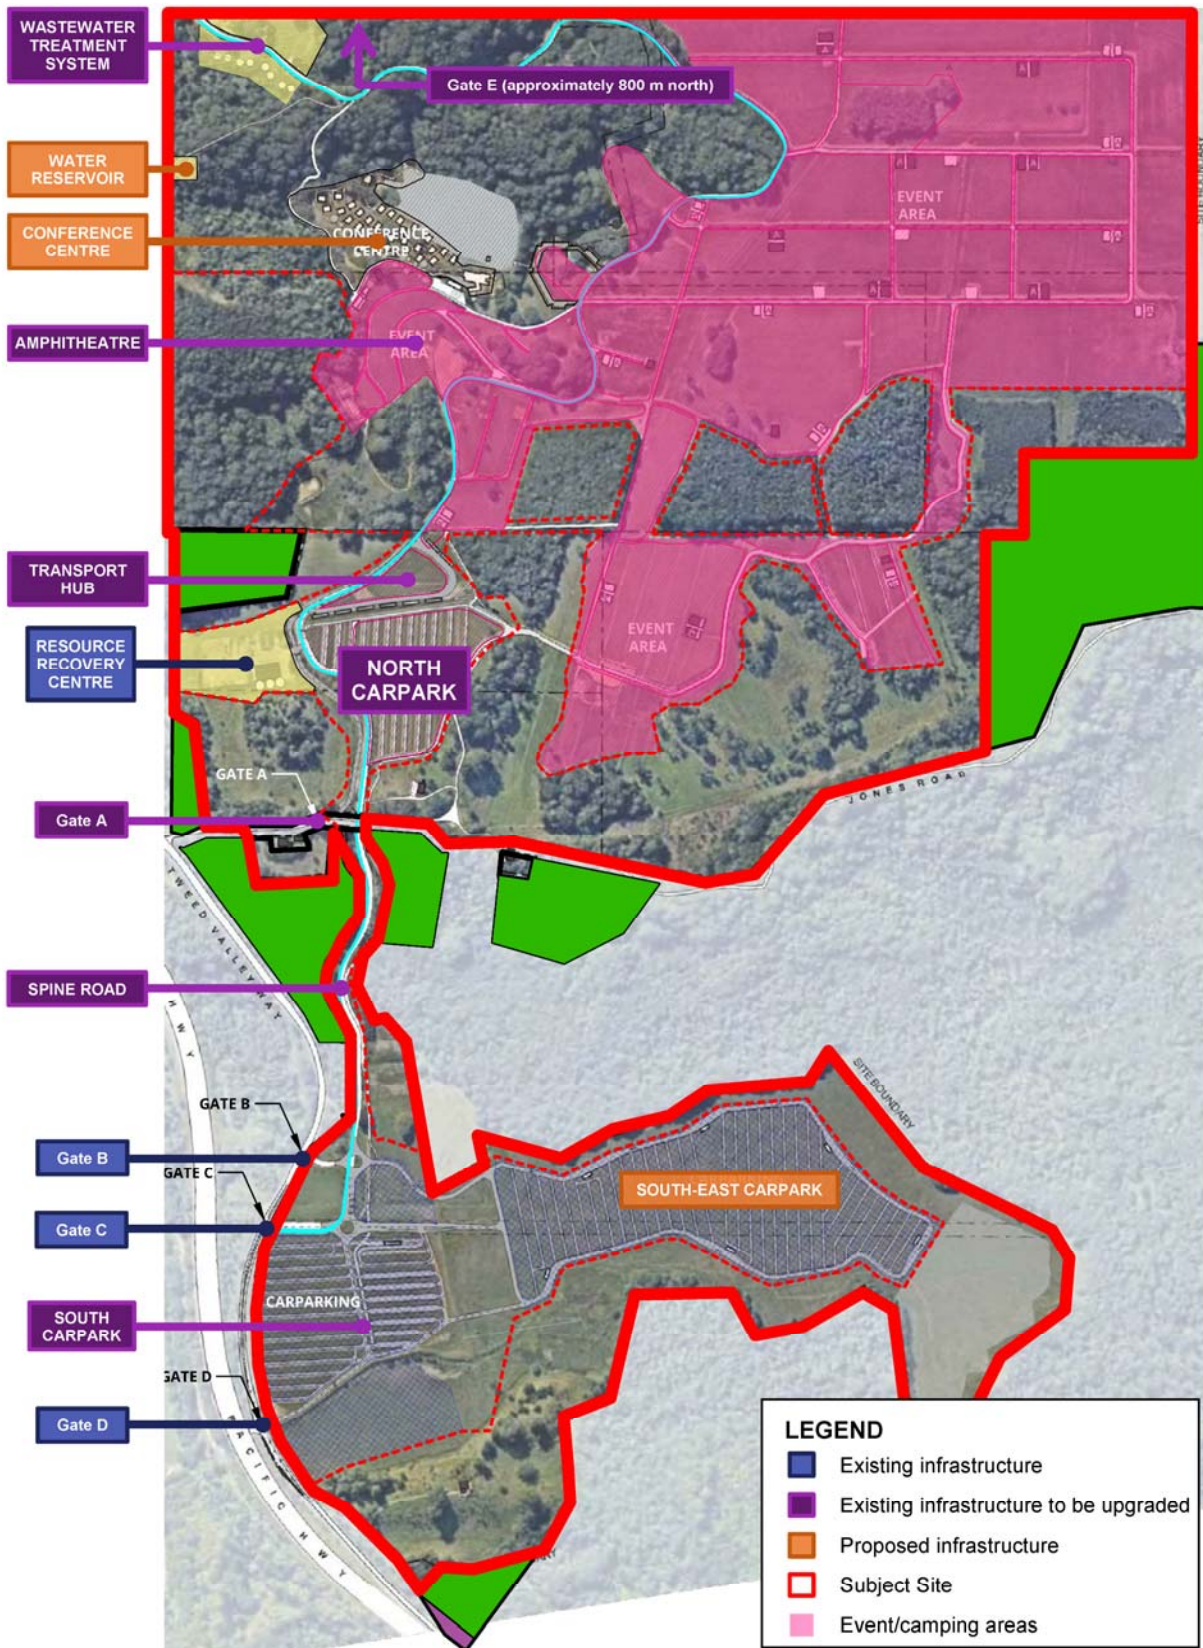 WASTEWATER
TREATMENT
SYSTEM
Gate E (approximately 800 m north)
WATER
RESERVOIR
CONFERENCE
CENTRE
CONFERENCE
CENTRE
EVENT
AREA
AMPHITHEATRE
EVENT
AREA
TRANSPORT
HUB
RESOURCE
RECOVERY
CENTRE
NORTH
CARPARK
EVENT
AREA
GATE A
Gate A
JONES ROAD
TWEED VALLEY WAY
HWY
SPINE ROAD
SITE BOUNDARY
GATE B
Gate B
GATE C
Gate C
SOUTH-EAST CARPARK
CARPARKING
SOUTH
CARPARK
GATE D
Gate D
PACIFIC HWY
LEGEND
Existing infrastructure
Existing infrastructure to be upgraded
Proposed infrastructure
Subject Site
Event/camping areas